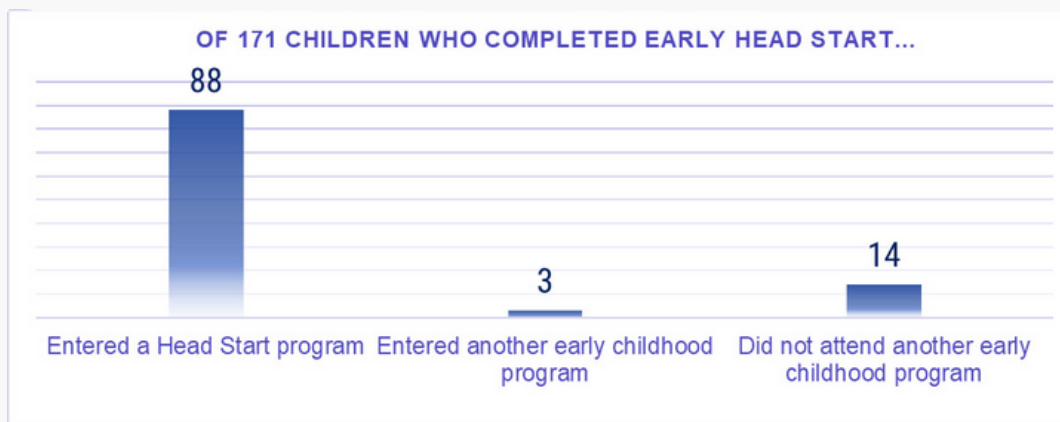 OF 171 CHILDREN WHO COMPLETED EARLY HEAD START...
88
3
14
Entered a Head Start program
Entered another early childhood
program
Did not attend another early
childhood program